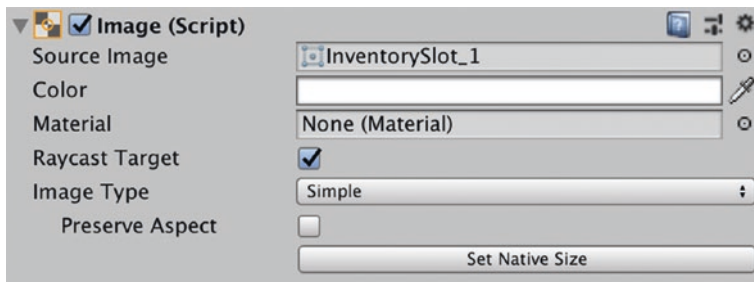 Image (Script)
Source Image InventorySlot_1
Color
Material None (Material)
Raycast Target
Image Type Simple
Preserve Aspect
Set Native Size